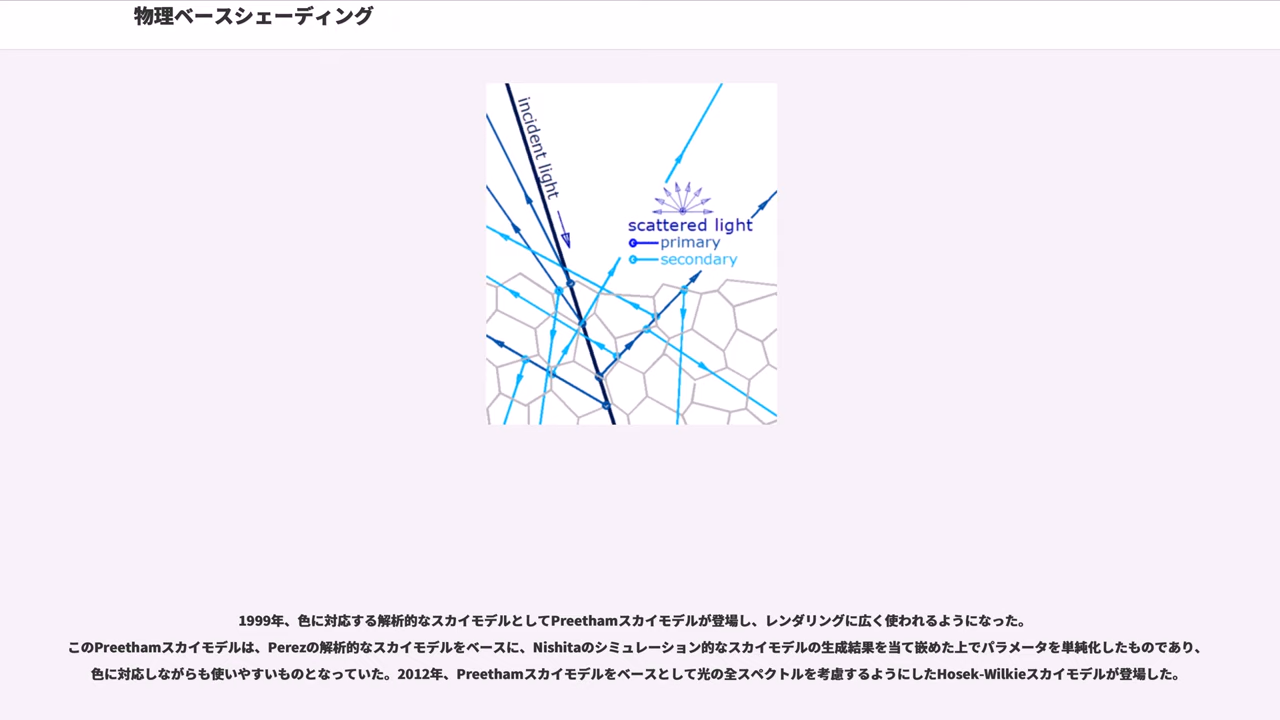 物理ベースシェーディング
incident light
scattered light
primary
secondary
1999年、色に対応する解析的なスカイモデルとしてPreethamスカイモデルが登場し、レンダリングに広く使われるようになった。
このPreethamスカイモデルは、Perezの解析的なスカイモデルをベースに、Nishitaのシミュレーション的なスカイモデルの生成結果を当て嵌めた上でパラメータを単純化したものであり、
色に対応しながらも使いやすいものとなっていた。2012年、Preethamスカイモデルをベースとして光の全スペクトルを考慮するようにしたHosek-Wilkieスカイモデルが登場した。